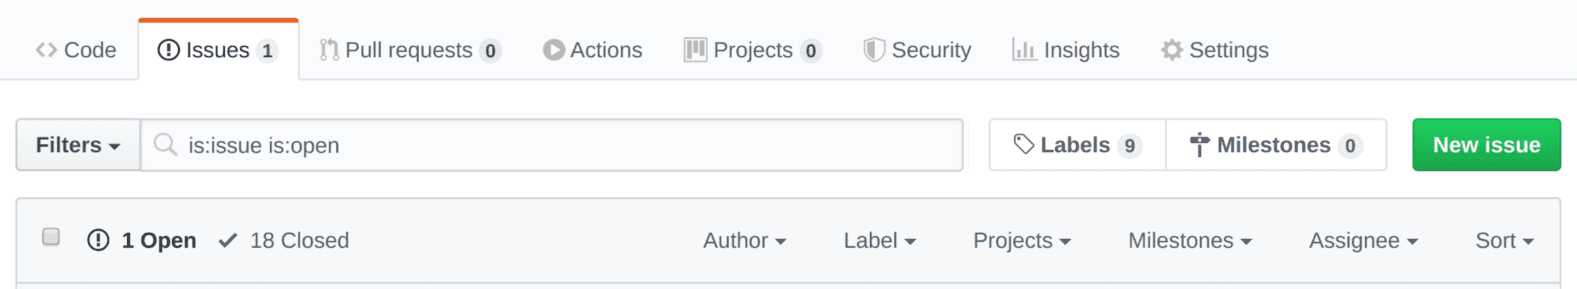 Code Issues 1 Pull requests 0 Actions Projects 0 Security Insights Settings
Filters is:issue is:open Labels 9 Milestones 0 New issue
1 Open 18 Closed Author Label Projects Milestones Assignee Sort